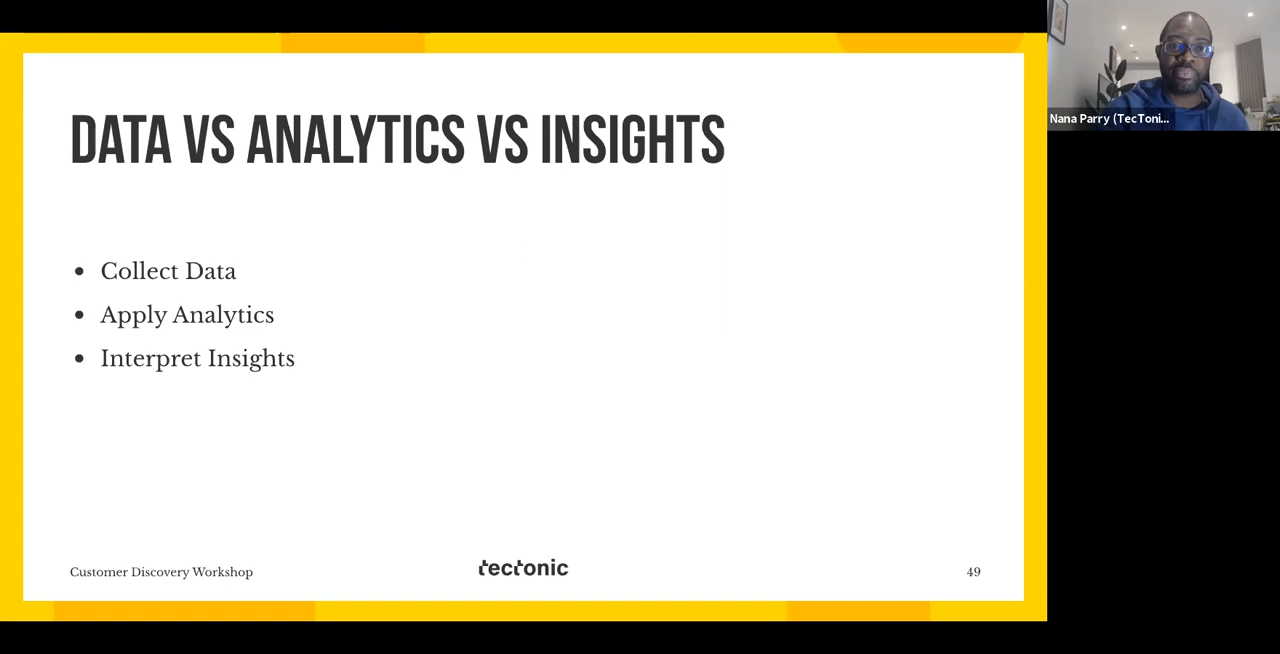 DATA VS ANALYTICS VS INSIGHTS
Collect Data
Apply Analytics
Interpret Insights
Customer Discovery Workshop
tectonic
49
Nana Parry (TecToni...